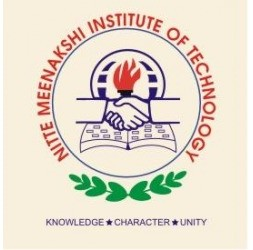 NITTE MEENAKSHI INSTITUTE OF TECHNOLOGY
KNOWLEDGE★CHARACTER★UNITY